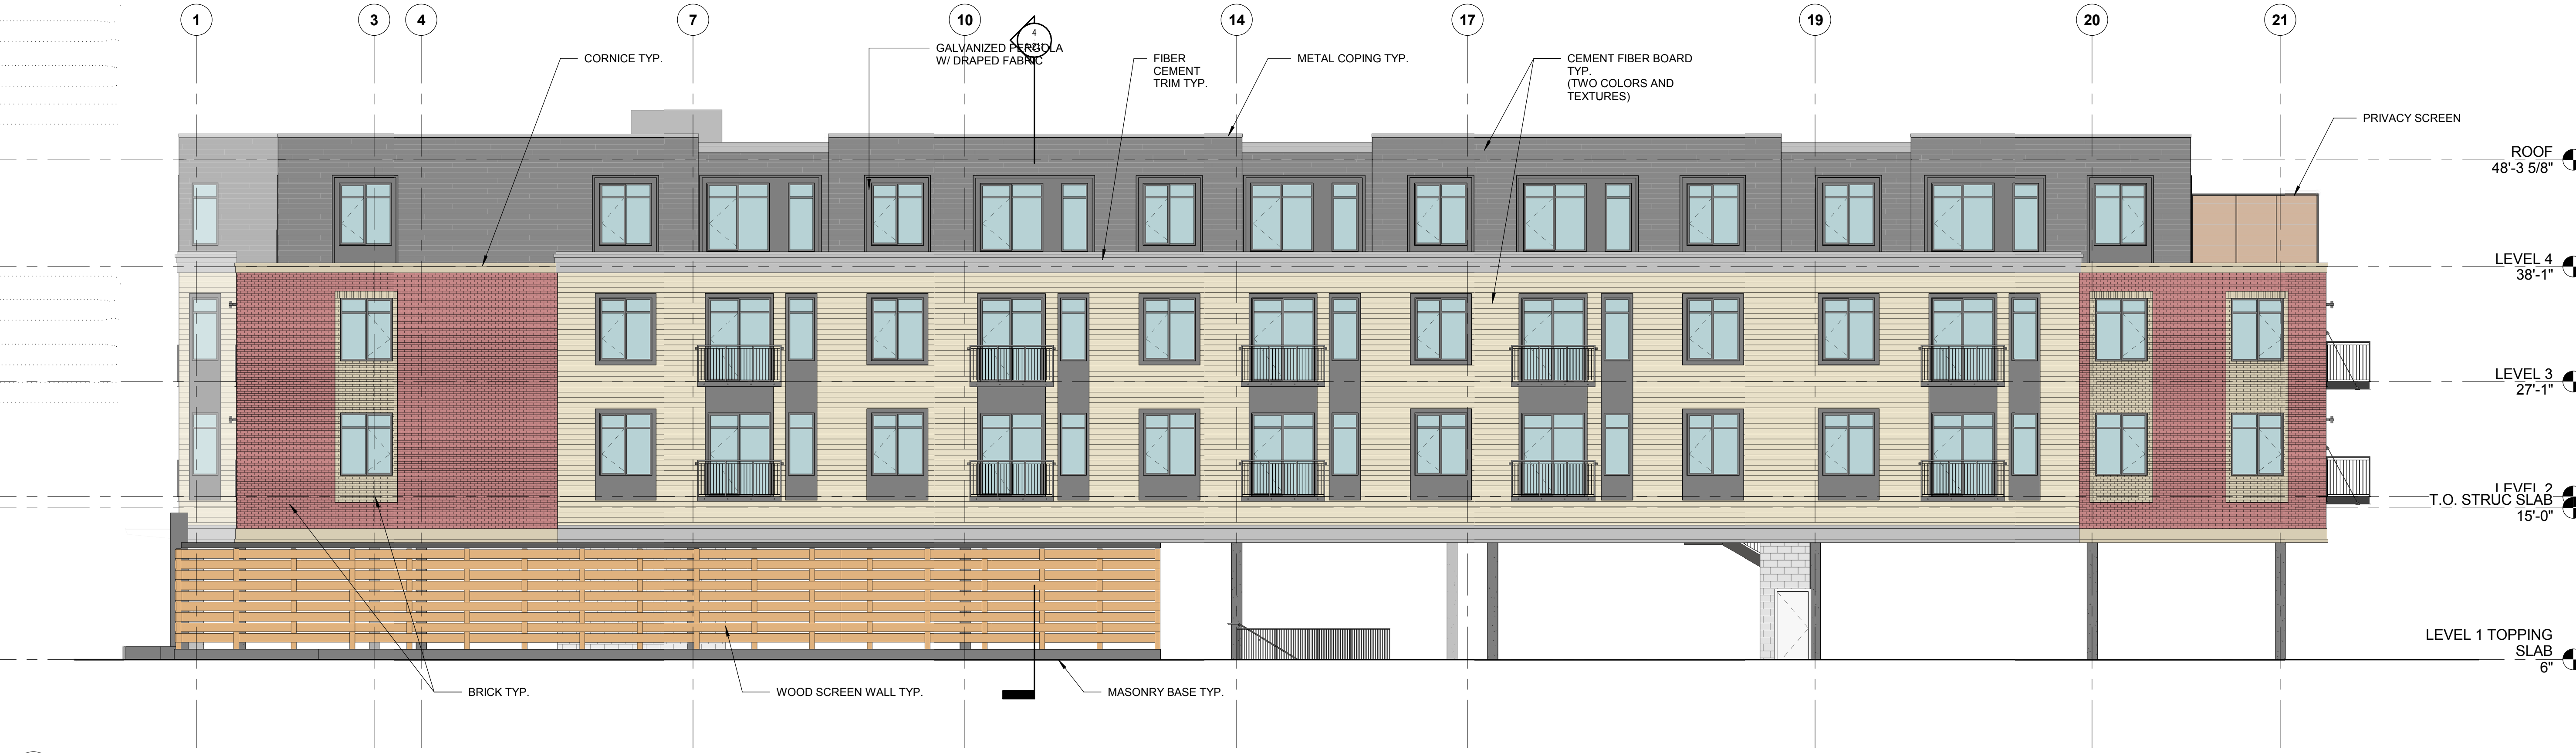 1
3
4
7
10
14
17
19
20
21
4
CORNICE TYP.
GALVANIZED PERGOLA
W/ DRAPED FABRIC
FIBER
CEMENT
TRIM TYP.
METAL COPING TYP.
CEMENT FIBER BOARD
TYP.
(TWO COLORS AND
TEXTURES)
PRIVACY SCREEN
ROOF
48'-3 5/8"
LEVEL 4
38'-1"
LEVEL 3
27'-1"
LEVEL 2
T.O. STRUC SLAB
15'-0"
LEVEL 1 TOPPING
SLAB
6"
BRICK TYP.
WOOD SCREEN WALL TYP.
MASONRY BASE TYP.